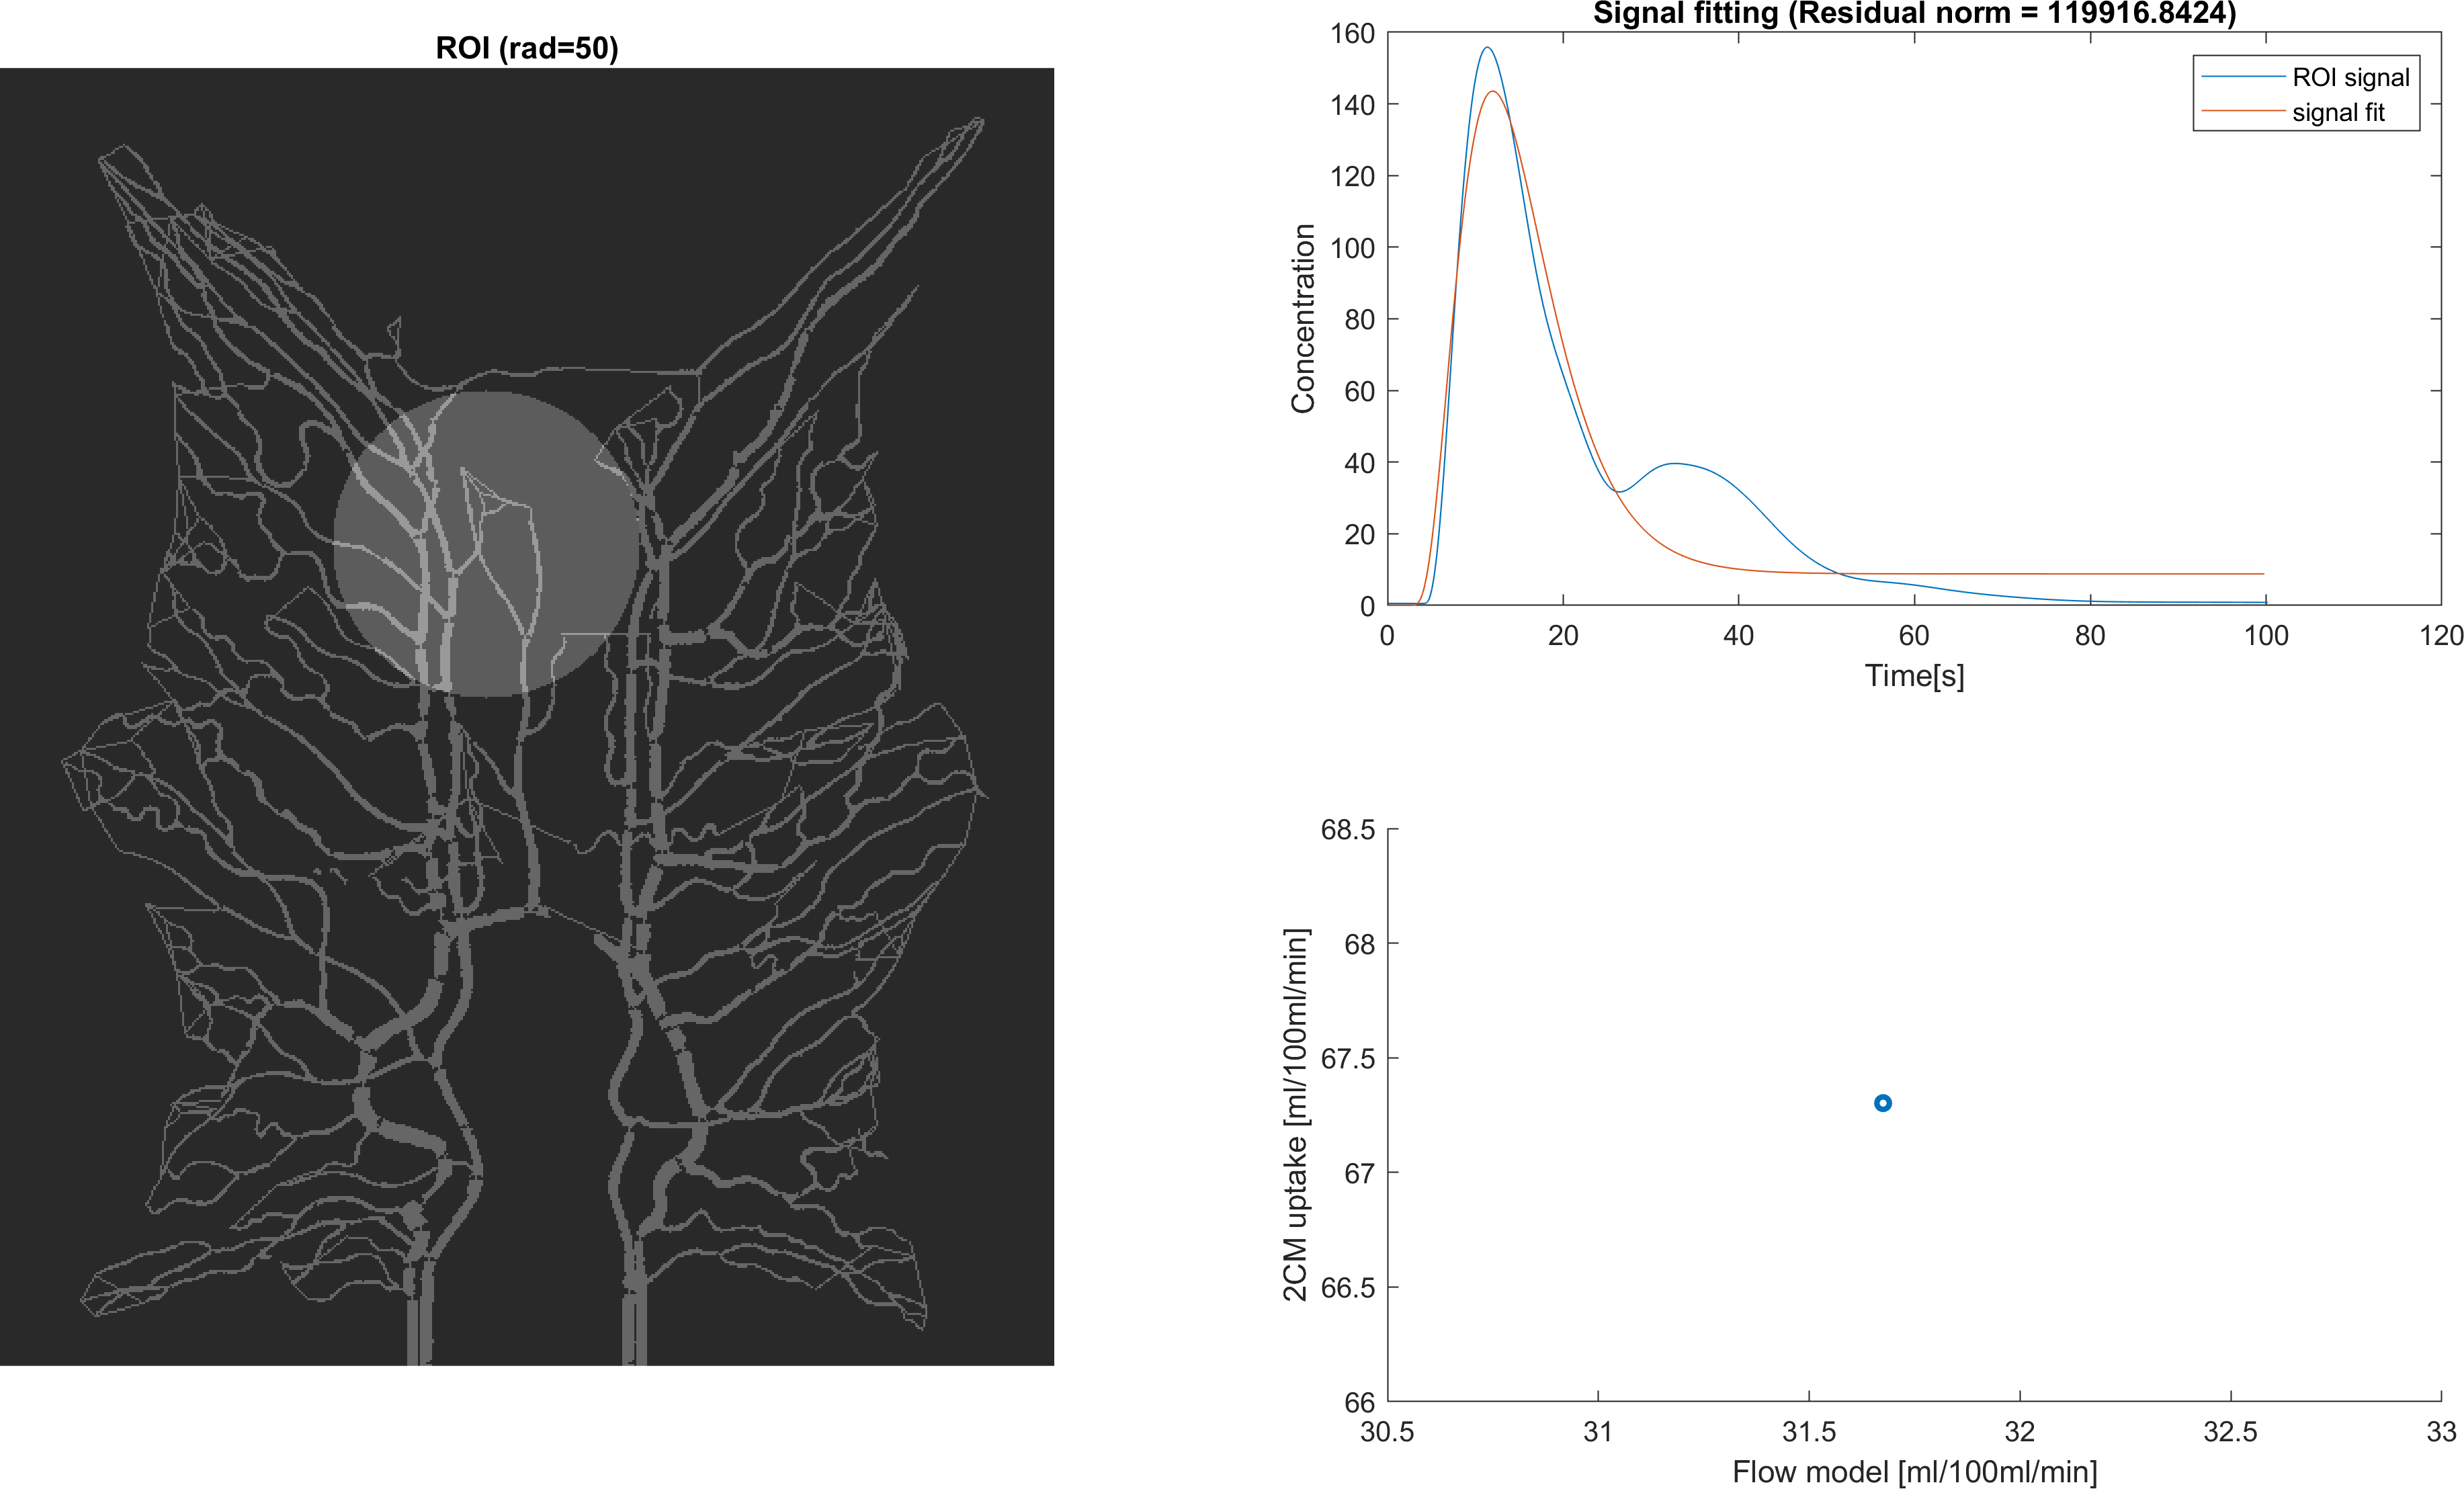 ROI (rad=50)
Signal fitting (Residual norm = 119916.8424)
160
140
120
100
80
60
40
20
0
Concentration
ROI signal
signal fit
0 20 40 60 80 100 120
Time[s]
68.5
68
67.5
67
66.5
66
2CM uptake [ml/100ml/min]
30.5 31 31.5 32 32.5 33
Flow model [ml/100ml/min]